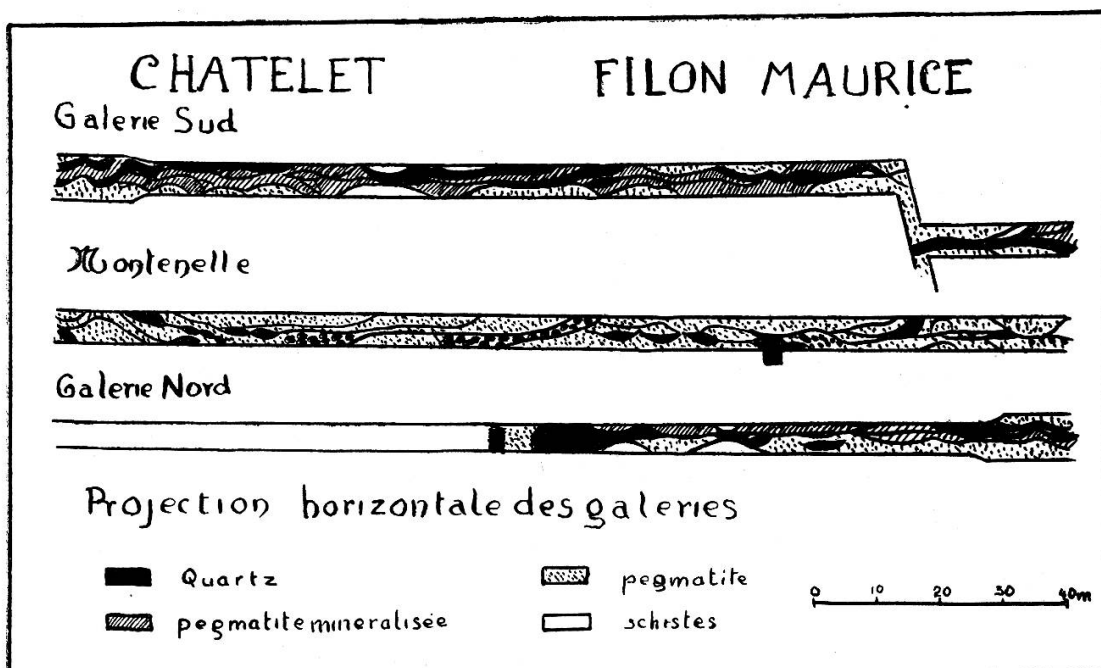 CHATELET FILON MAURICE
Galerie Sud
Montenelle
Galerie Nord
Projection horizontale des galeries
Quartz pegmatite
pegmatite mineralisée schistes
0 10 20 30 40m